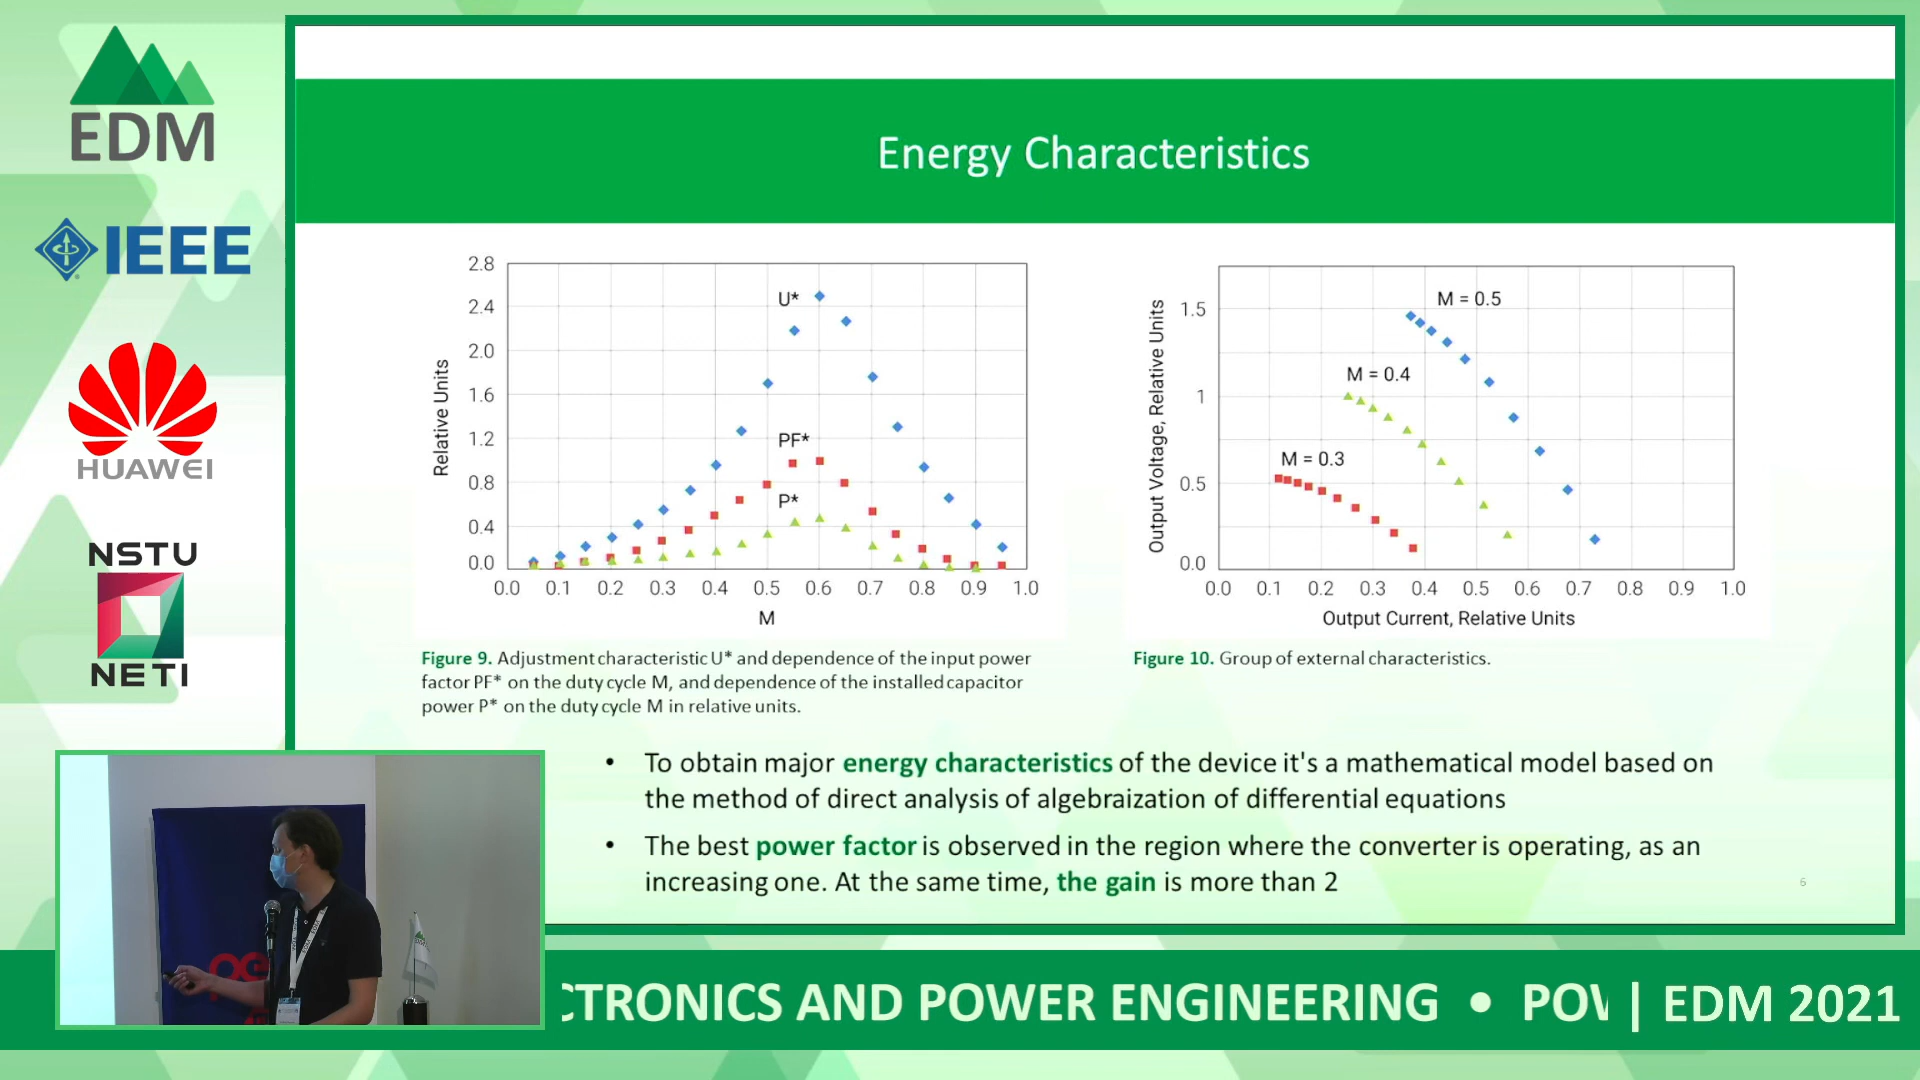 EDM
IEEE
HUAWEI
NSTU
NETI
Energy Characteristics
2.8
2.4
2.0
1.6
1.2
0.8
0.4
0.0
Relative Units
U*
PF*
P*
0.0 0.1 0.2 0.3 0.4 0.5 0.6 0.7 0.8 0.9 1.0
M
Figure 9. Adjustment characteristic U* and dependence of the input power
factor PF* on the duty cycle M, and dependence of the installed capacitor
power P* on the duty cycle M in relative units.
1.5
1
0.5
0.0
Output Voltage, Relative Units
M = 0.5
M = 0.4
M = 0.3
0.0 0.1 0.2 0.3 0.4 0.5 0.6 0.7 0.8 0.9 1.0
Output Current, Relative Units
Figure 10. Group of external characteristics.
• To obtain major energy characteristics of the device it's a mathematical model based on
the method of direct analysis of algebraization of differential equations
• The best power factor is observed in the region where the converter is operating, as an
increasing one. At the same time, the gain is more than 2
6
CTRONICS AND POWER ENGINEERING • POW | EDM 2021